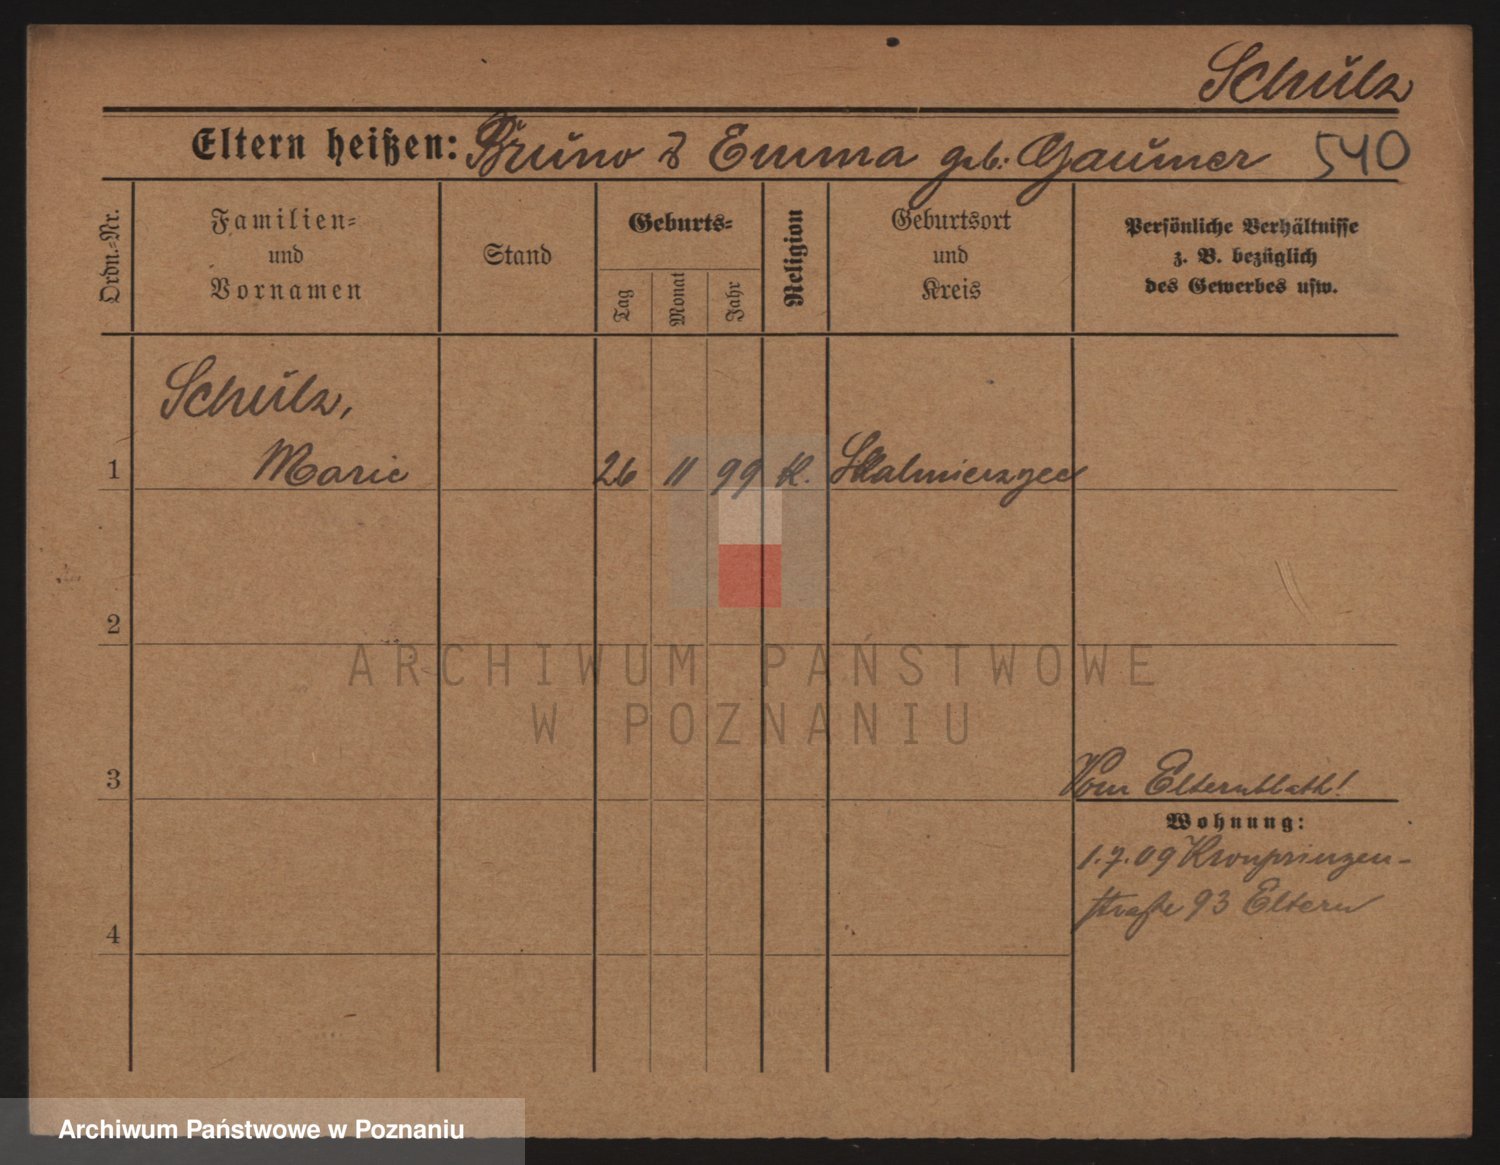 Schulz
Eltern heißen: Bruno & Emma geb. Gaumer 540
Ordn.=Nr.
Familien=
und
Vornamen
Stand
Geburts=
Tag
Monat
Jahr
Religion
Geburtsort
und
Kreis
Persönliche Verhältnisse
z. B. bezüglich
des Gewerbes usw.
Schulz,
1 Marie 26 11 99 K. Skalmierzyce
2
ARCHIWUM PAŃSTWOWE
W POZNANIU
3 Vom Elternblatt!
Wohnung:
1.7.09 Kronprinzen-
straße 93 Eltern
4
Archiwum Państwowe w Poznaniu